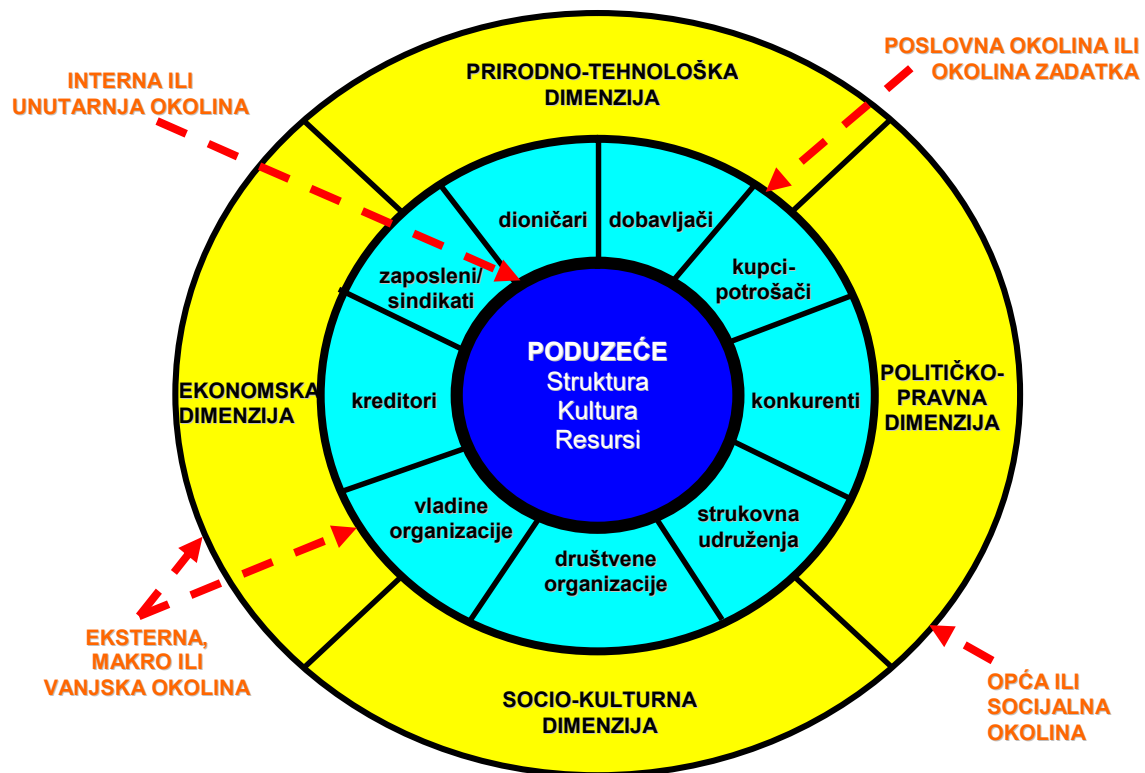 INTERNA ILI
UNUTARNJA OKOLINA
PRIRODNO-TEHNOLOŠKA
DIMENZIJA
POSLOVNA OKOLINA ILI
OKOLINA ZADATKA
dioničari
dobavljači
zaposleni/
sindikati
kupci-
potrošači
PODUZEĆE
Struktura
Kultura
Resursi
EKONOMSKA
DIMENZIJA
kreditori
konkurenti
POLITIČKO-
PRAVNA
DIMENZIJA
vladine
organizacije
strukovna
udruženja
društvene
organizacije
EKSTERNA,
MAKRO ILI
VANJSKA OKOLINA
SOCIO-KULTURNA
DIMENZIJA
OPĆA ILI
SOCIJALNA
OKOLINA